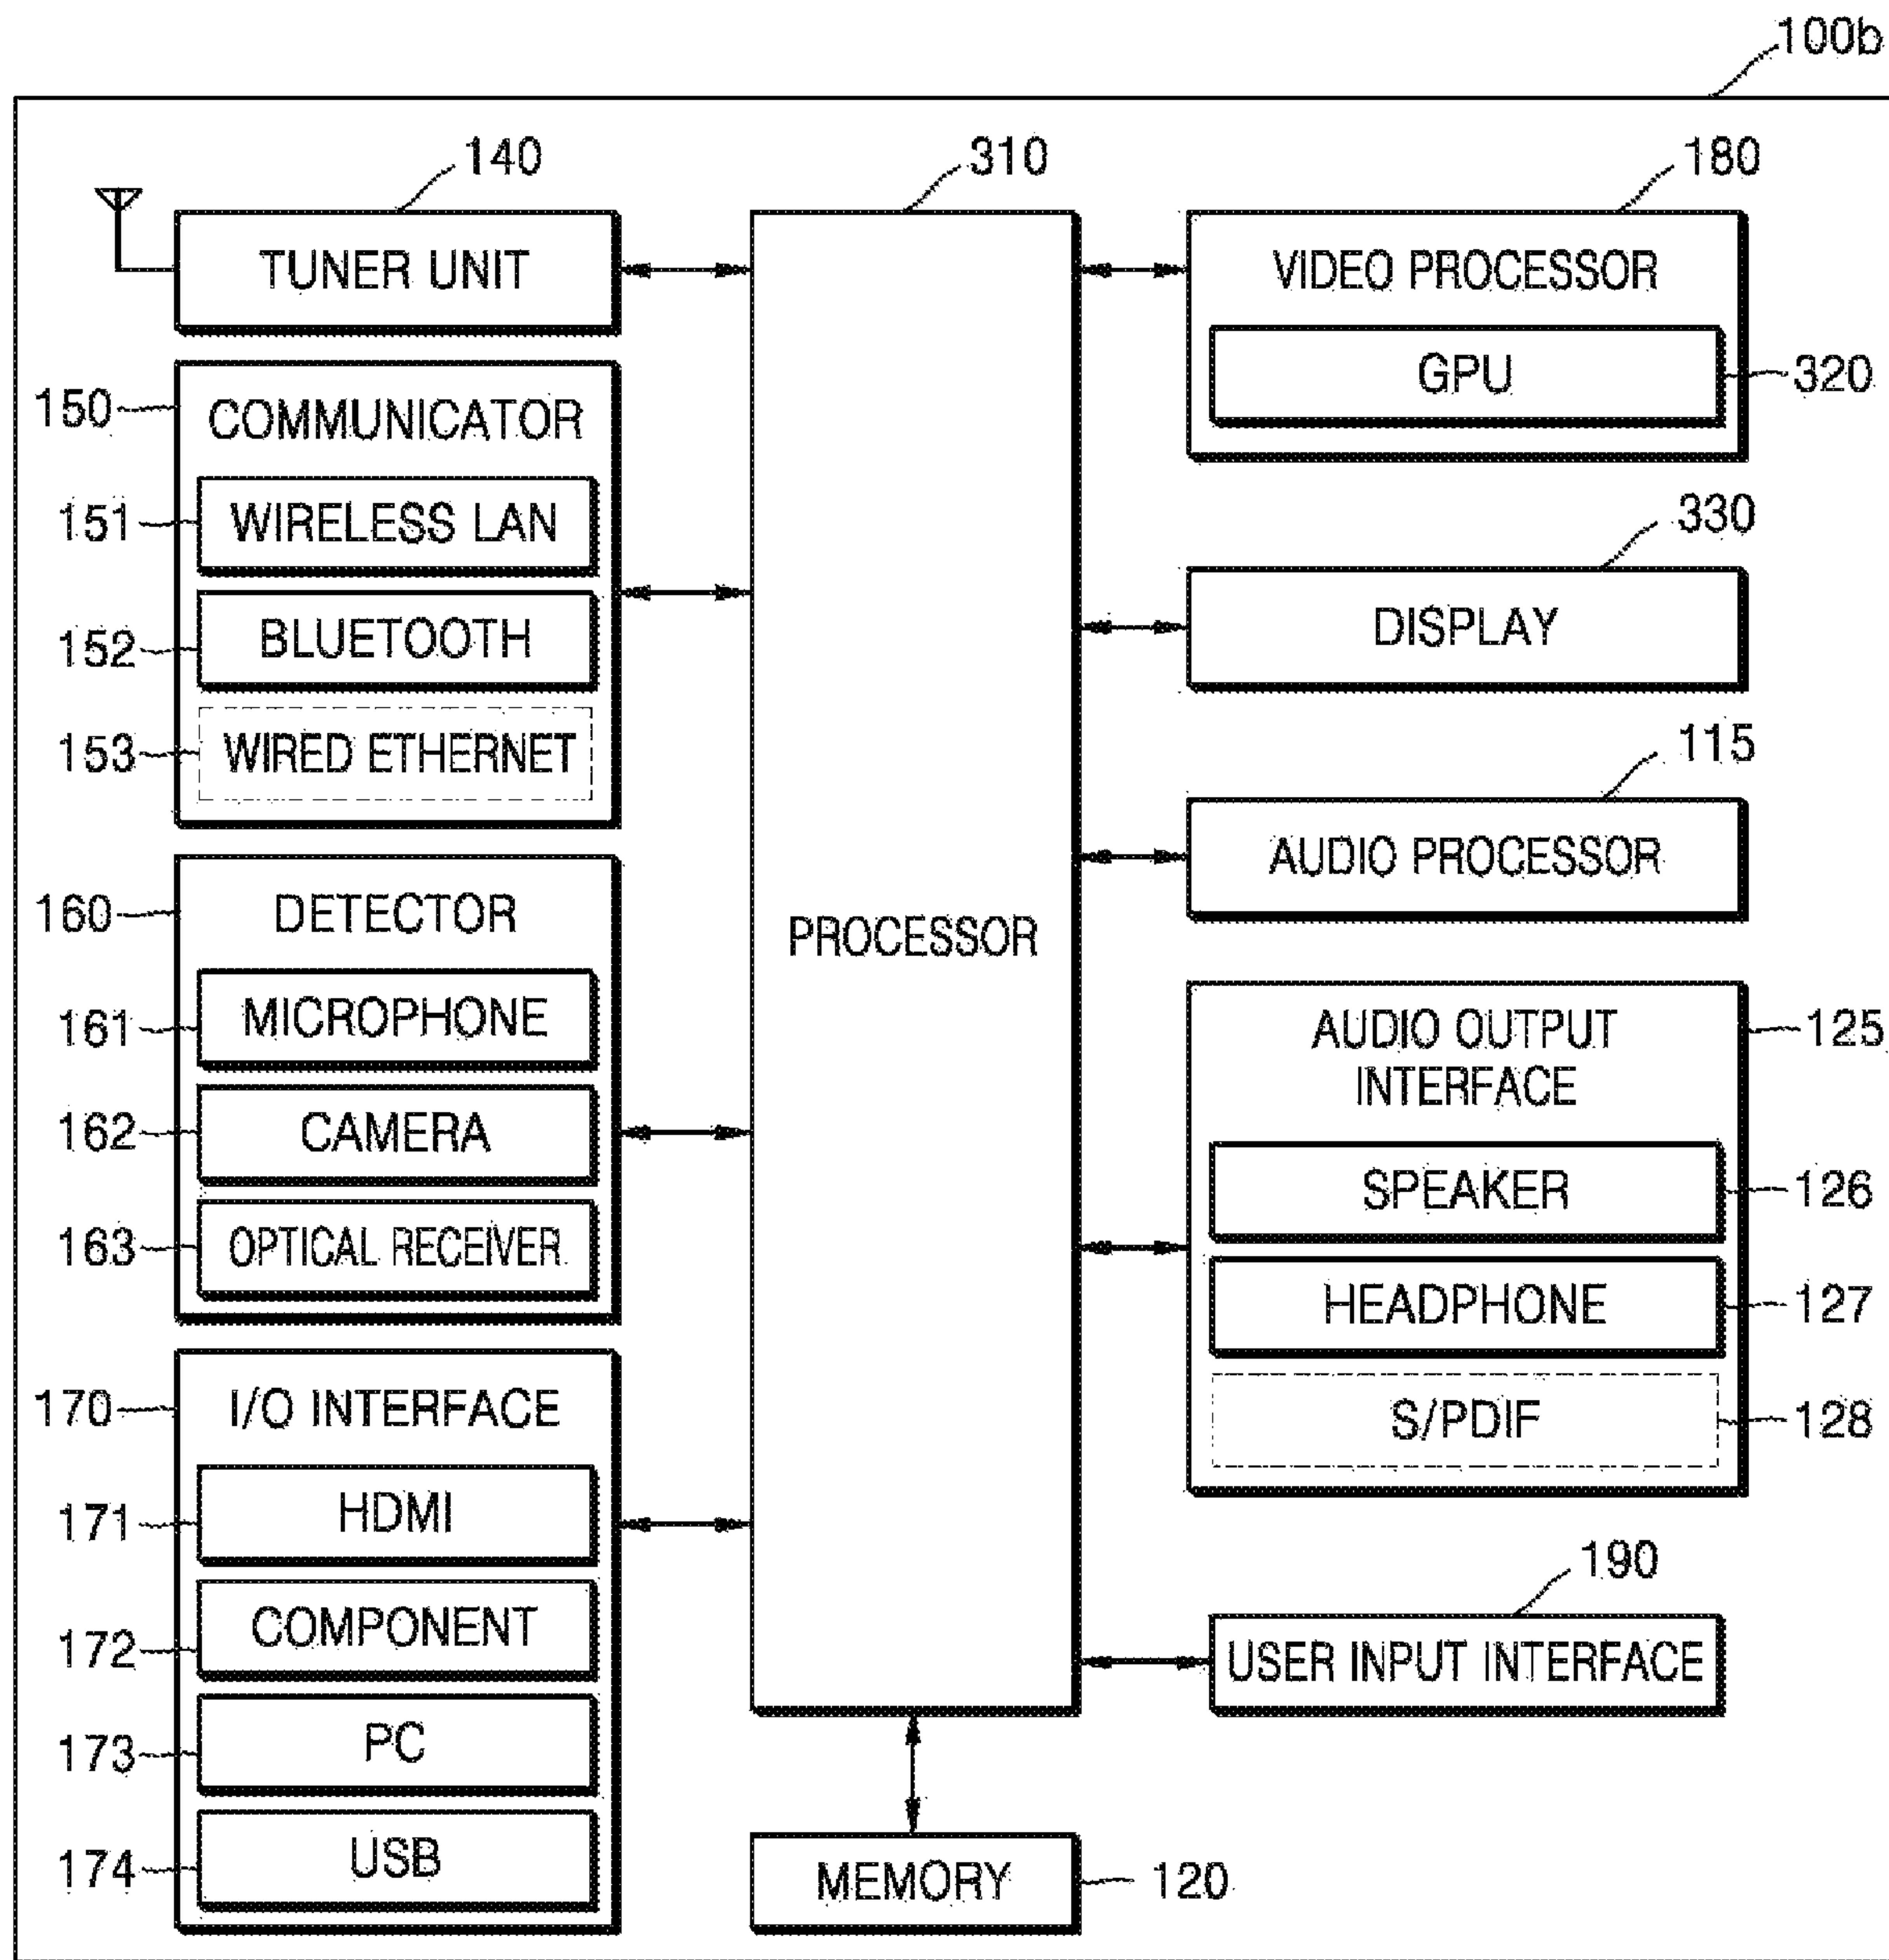 100b
140
TUNER UNIT
150
COMMUNICATOR
151
WIRELESS LAN
152
BLUETOOTH
153
WIRED ETHERNET
160
DETECTOR
161
MICROPHONE
162
CAMERA
163
OPTICAL RECEIVER
170
I/O INTERFACE
171
HDMI
172
COMPONENT
173
PC
174
USB
310
PROCESSOR
MEMORY
120
180
VIDEO PROCESSOR
GPU
320
330
DISPLAY
115
AUDIO PROCESSOR
AUDIO OUTPUT
INTERFACE
125
SPEAKER
126
HEADPHONE
127
S/PDIF
128
190
USER INPUT INTERFACE